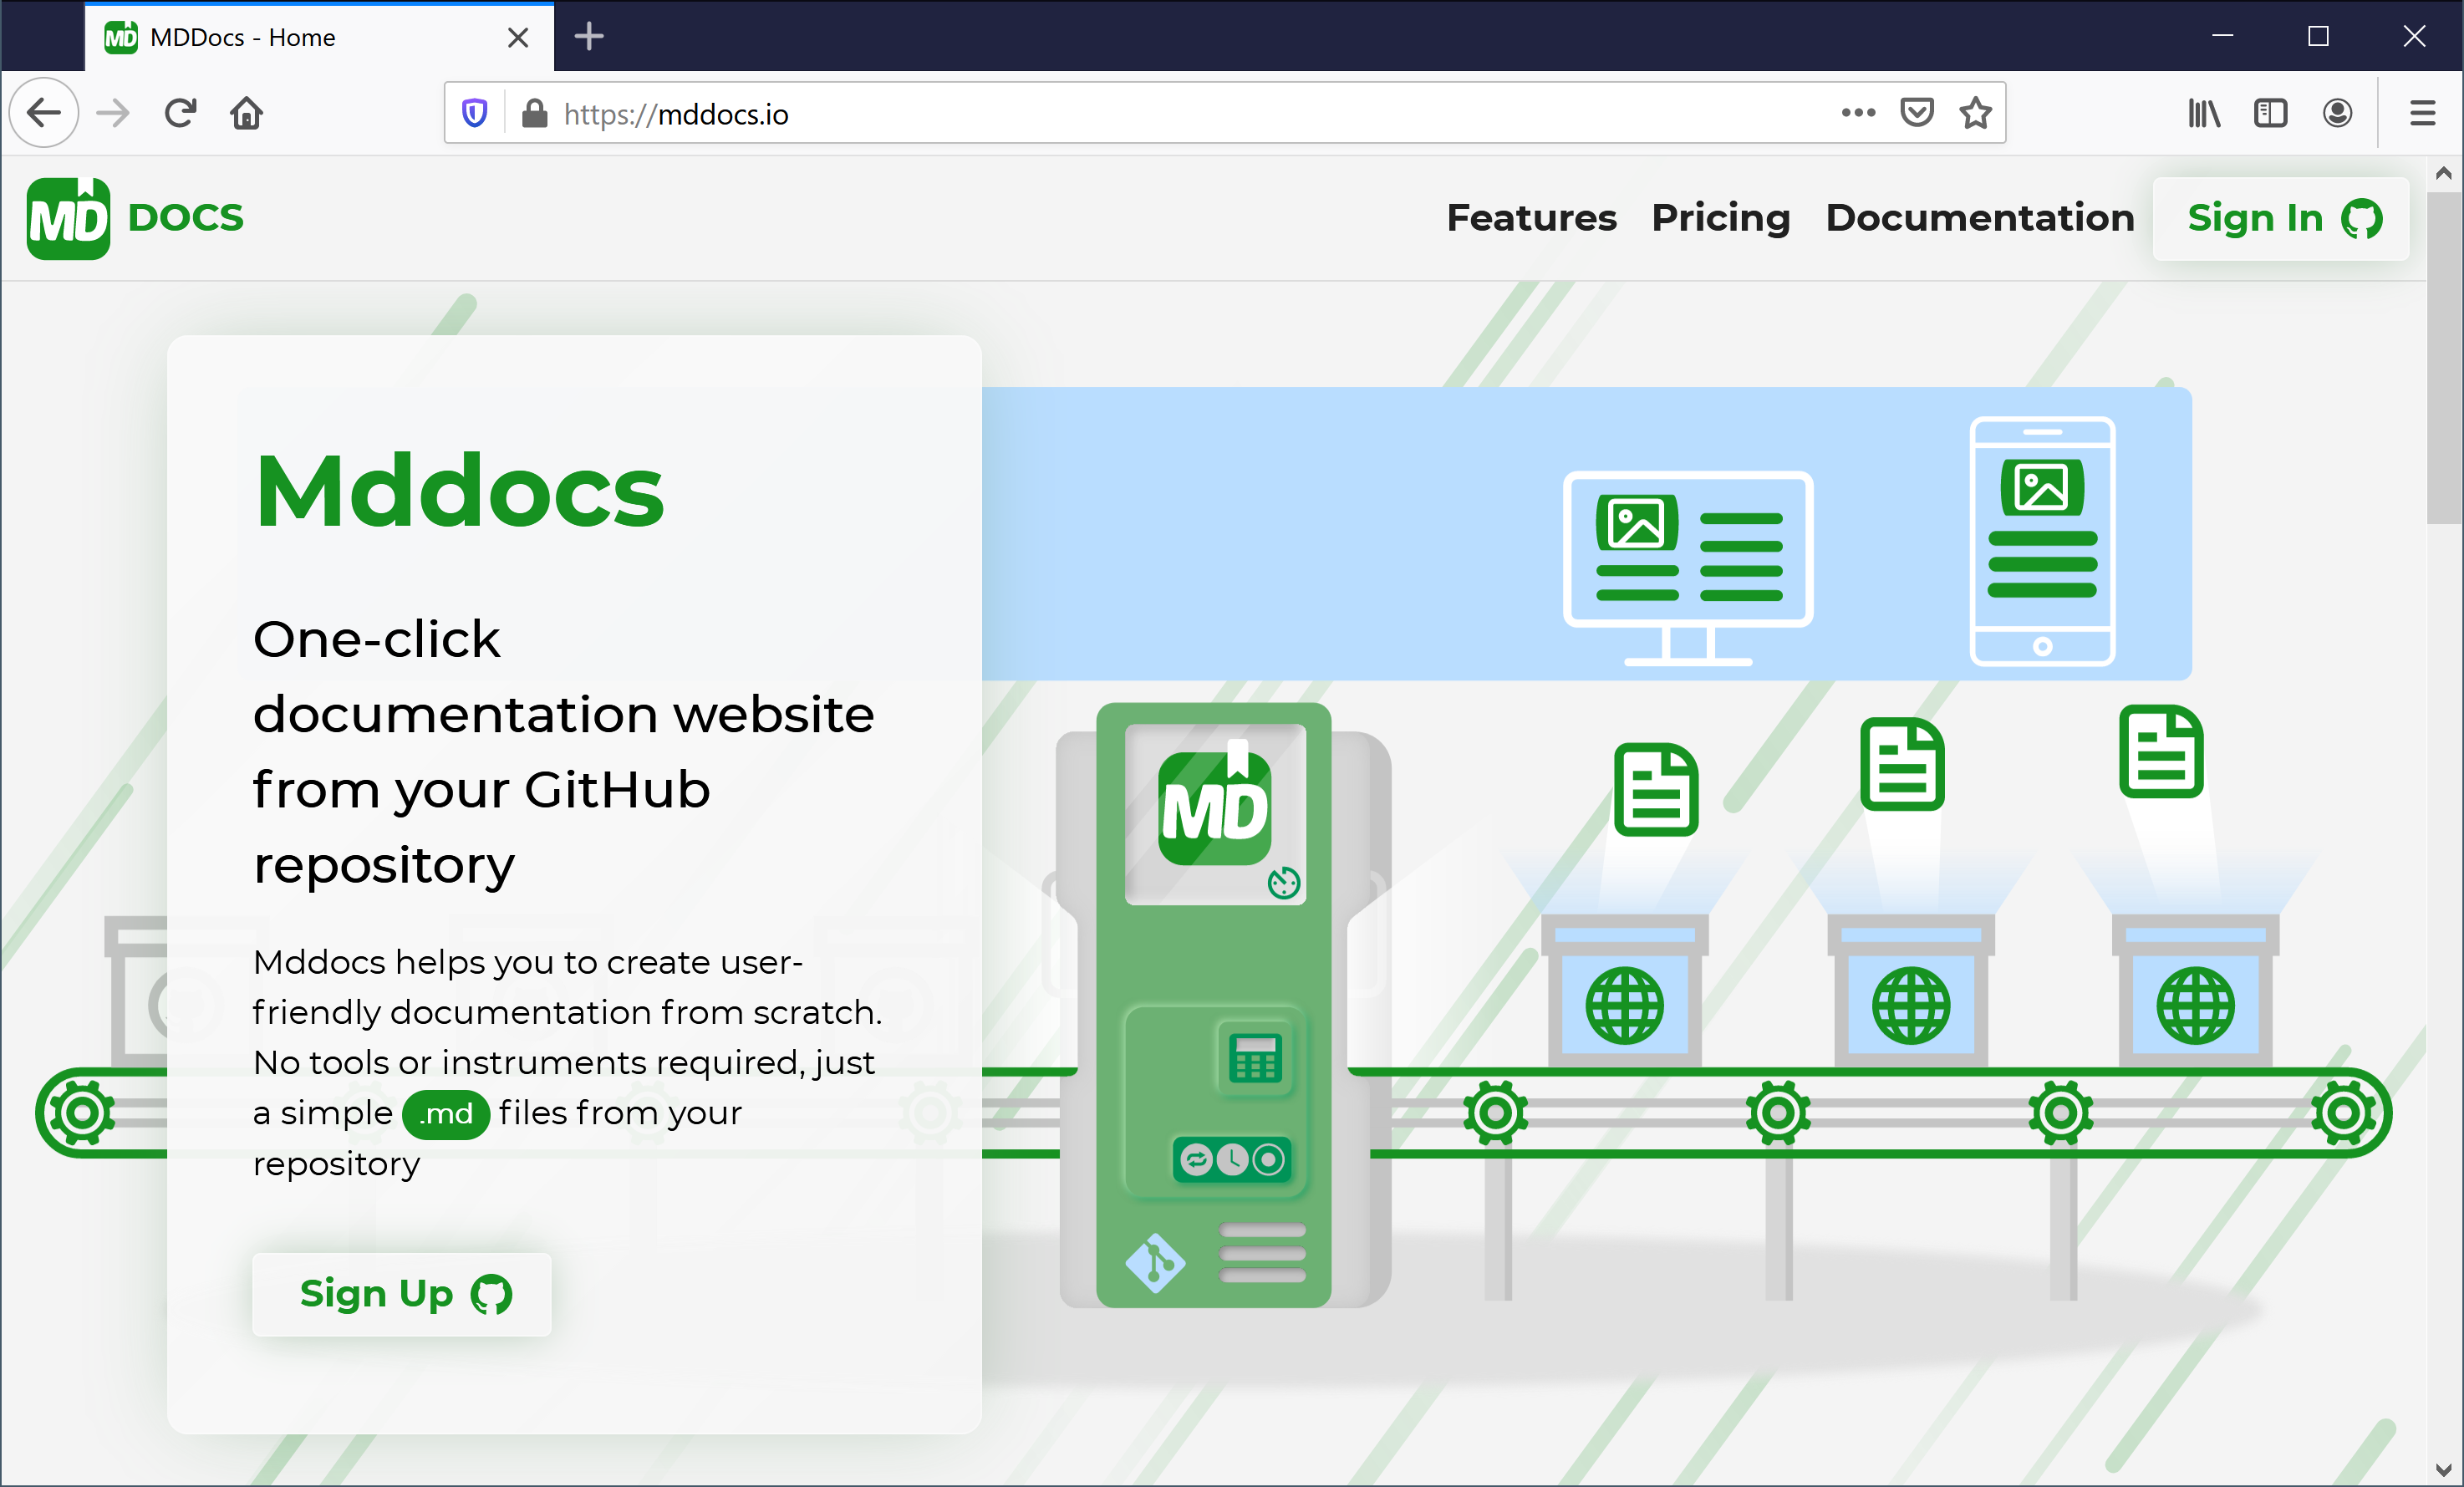 MD MDDocs - Home
https://mddocs.io
MD DOCS
Features Pricing Documentation Sign In
Mddocs
One-click
documentation website
from your GitHub
repository
Mddocs helps you to create user-
friendly documentation from scratch.
No tools or instruments required, just
a simple .md files from your
repository
Sign Up
MD